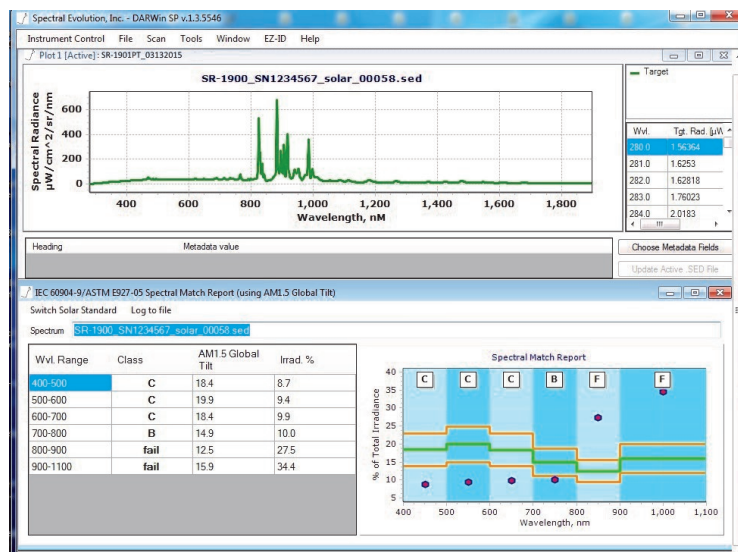 Spectral Evolution, Inc. - DARWin SP v.1.3.5546
Instrument Control File Scan Tools Window EZ-ID Help
Plot 1 [Active] : SR-1901PT_03132015
SR-1900_SN1234567_solar_00058.sed
Spectral Radiance
µW/cm^2/sr/nm
600
400
200
0
400 600 800 1,000 1,200 1,400 1,600 1,800
Wavelength, nM
Target
Wvl. Tgt. Rad. [µW
280.0 1.56364
281.0 1.6253
282.0 1.62818
283.0 1.76023
284.0 2.0183
Heading Metadata value
Choose Metadata Fields
Update Active .SED File
IEC 60904-9/ASTM E927-05 Spectral Match Report (using AM1.5 Global Tilt)
Switch Solar Standard Log to file
Spectrum SR-1900_SN1234567_solar_00058.sed
Wvl. Range Class AM1.5 Global Tilt Irrad. %
400-500 C 18.4 8.7
500-600 C 19.9 9.4
600-700 C 18.4 9.9
700-800 B 14.9 10.0
800-900 fail 12.5 27.5
900-1100 fail 15.9 34.4
Spectral Match Report
% of Total Irradiance
40
35
30
25
20
15
10
5
C C C B F F
400 500 600 700 800 900 1,000 1,100
Wavelength, nm